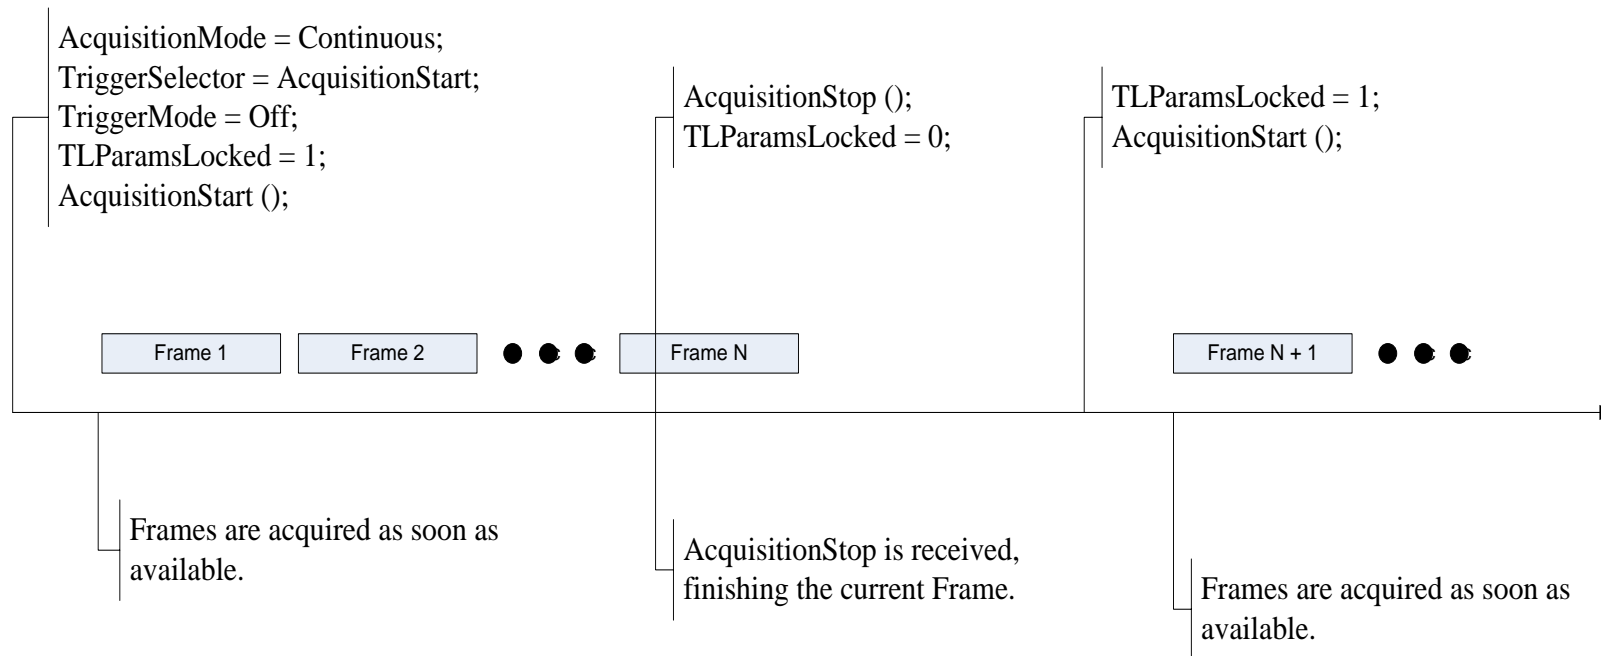 AcquisitionMode = Continuous;
TriggerSelector = AcquisitionStart;
TriggerMode = Off;
TLParamsLocked = 1;
AcquisitionStart ();
AcquisitionStop ();
TLParamsLocked = 0;
TLParamsLocked = 1;
AcquisitionStart ();
Frame 1
Frame 2
Frame N
Frame N + 1
Frames are acquired as soon as
available.
AcquisitionStop is received,
finishing the current Frame.
Frames are acquired as soon as
available.